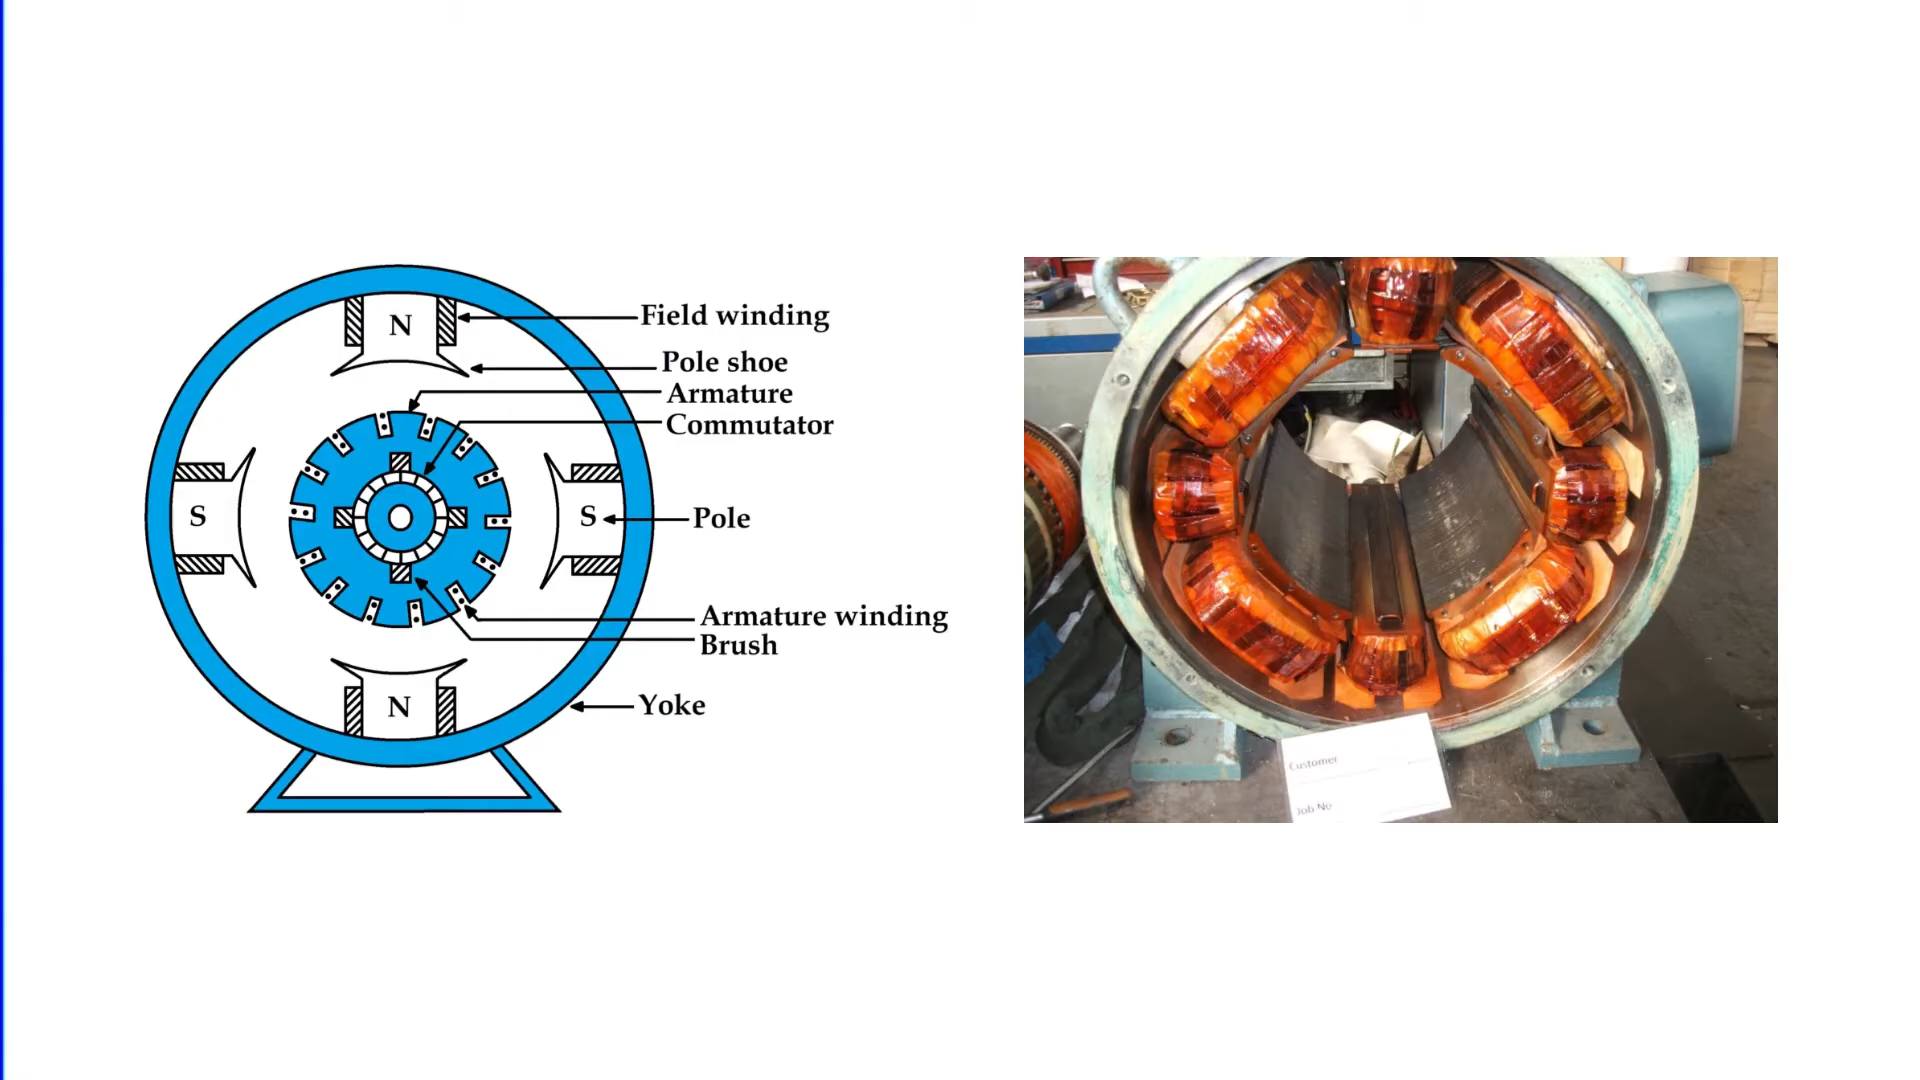 N
Field winding
Pole shoe
Armature
Commutator
S
S
Pole
Armature winding
Brush
N
Yoke
Customer
Job No